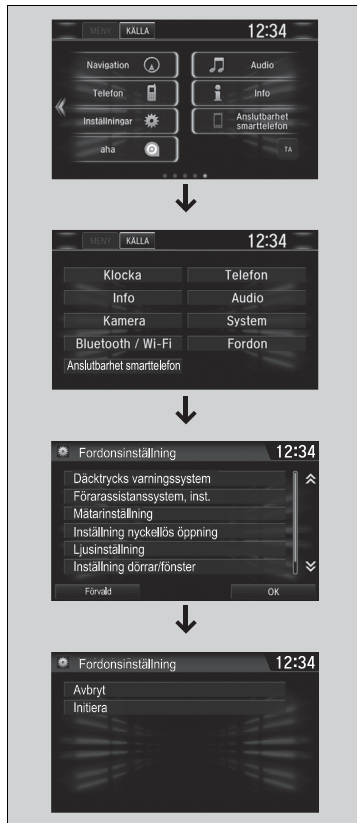 MENY KÄLLA 12:34
Navigation Audio
Telefon Info
Inställningar Anslutbarhet
smarttelefon
aha TA
MENY KÄLLA 12:34
Klocka Telefon
Info Audio
Kamera System
Bluetooth / Wi-Fi Fordon
Anslutbarhet smarttelefon
Fordonsinställning 12:34
Däcktrycks varningssystem
Förarassistanssystem, inst.
Mätarinställning
Inställning nyckellös öppning
Ljusinställning
Inställning dörrar/fönster
Förvald OK
Fordonsinställning 12:34
Avbryt
Initiera